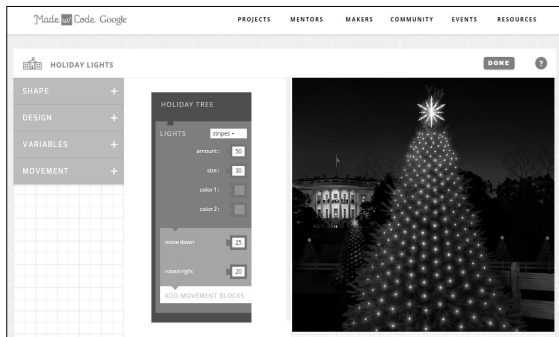 Made w/ Code Google
PROJECTS MENTORS MAKERS COMMUNITY EVENTS RESOURCES
HOLIDAY LIGHTS
DONE ?
SHAPE +
DESIGN +
VARIABLES +
MOVEMENT +
HOLIDAY TREE
LIGHTS stripes
amount: 50
size: 30
color 1:
color 2:
move down 25
rotate right 20
ADD MOVEMENT BLOCKS